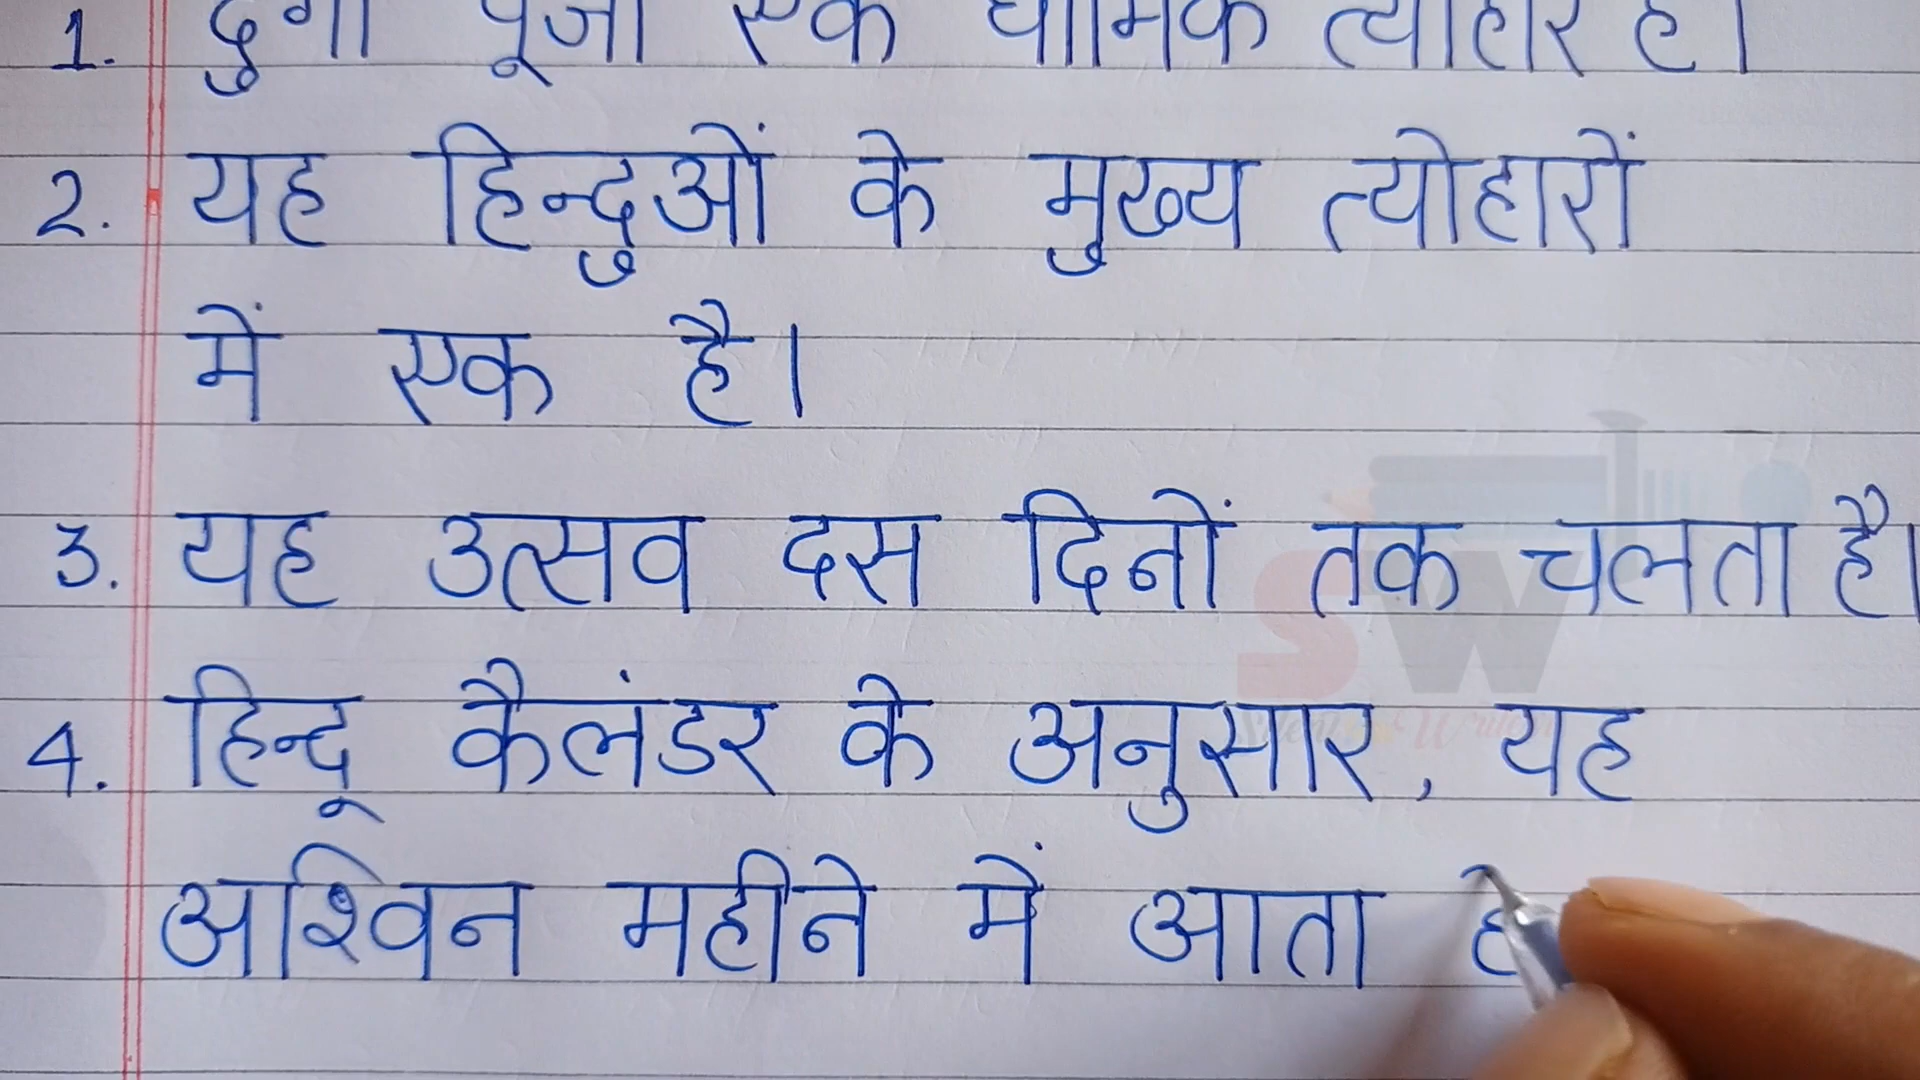 1. दुर्गा पूजा एक धार्मिक त्योहार है।
2. यह हिन्दुओं के मुख्य त्योहारों
में एक है।
3. यह उत्सव दस दिनों तक चलता है।
SW
4. हिन्दू कैलंडर के अनुसार, यह
अश्विन महीने में आता